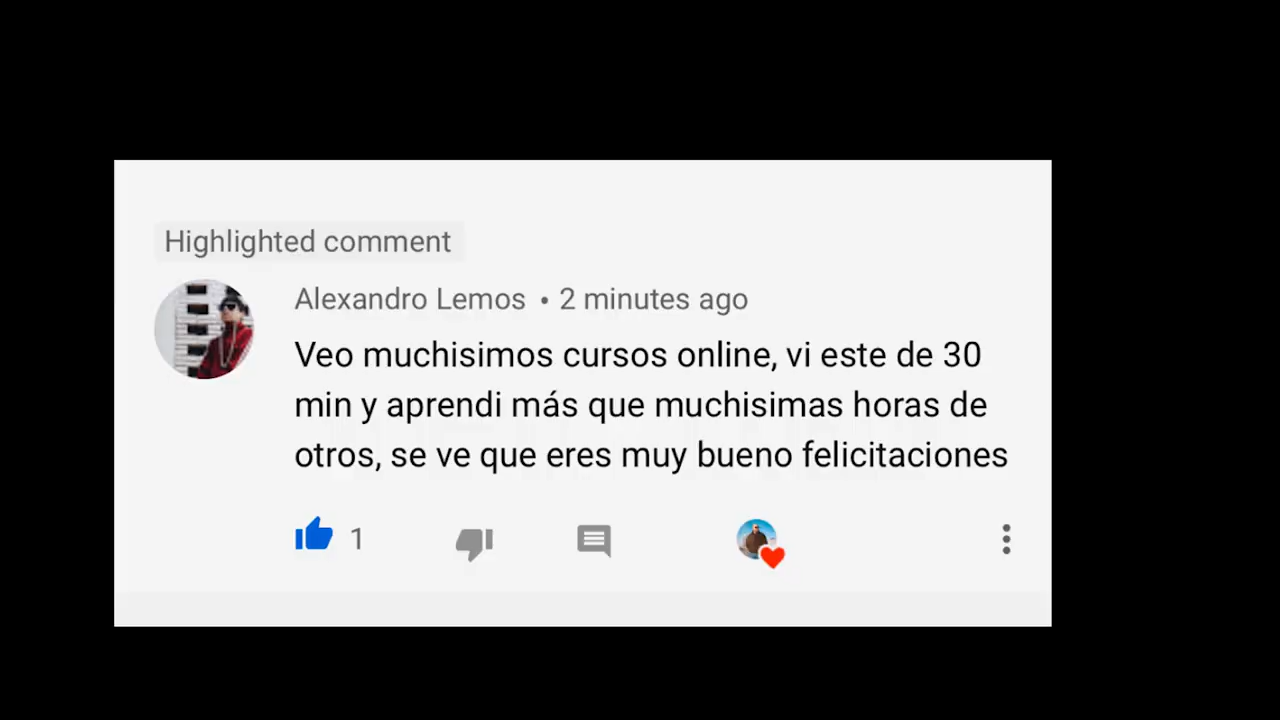 Highlighted comment
Alexandro Lemos • 2 minutes ago
Veo muchisimos cursos online, vi este de 30
min y aprendi más que muchisimas horas de
otros, se ve que eres muy bueno felicitaciones
1